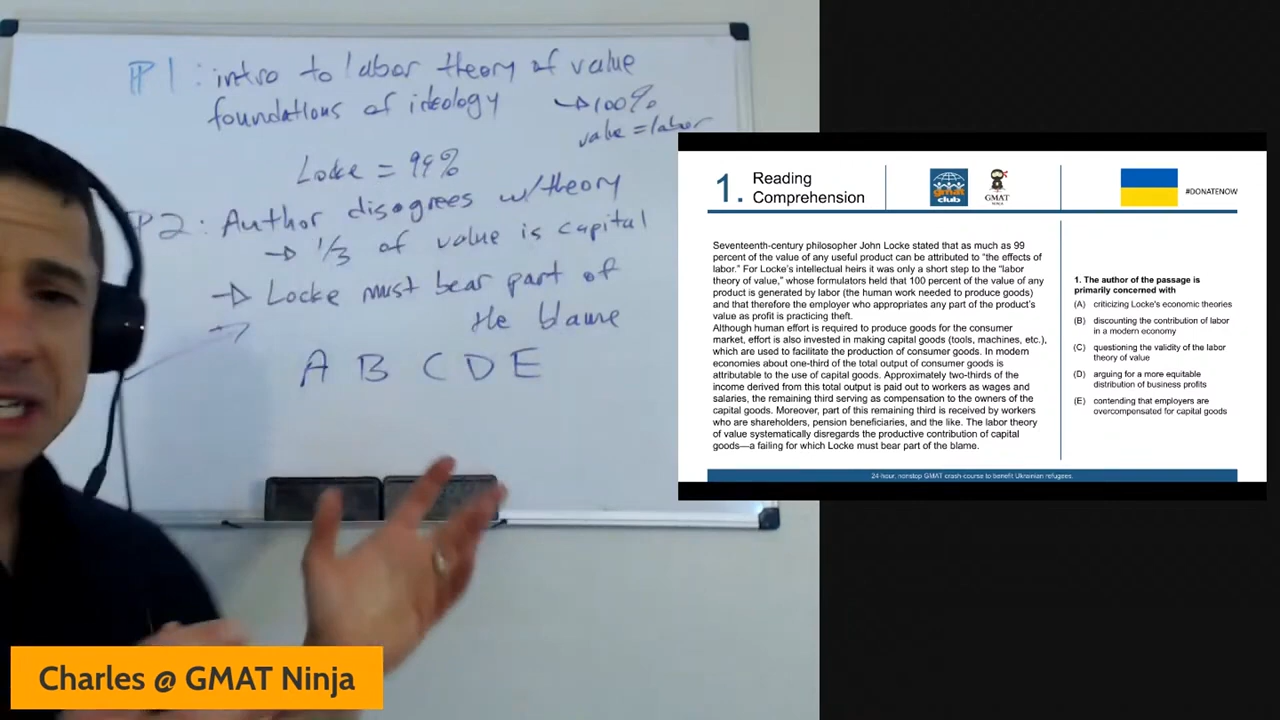 IP1: intro to labor theory of value
foundations of ideology
→ 100%
value = labor
Locke = 99%
P2: Author disagrees w/theory
→ 1/3 of value is capital
→ Locke must bear part of
the blame
A B C D E
Charles @ GMAT Ninja
1. Reading
Comprehension
gmat
club
GMAT
NINJA
#DONATENOW
Seventeenth-century philosopher John Locke stated that as much as 99
percent of the value of any useful product can be attributed to “the effects of
labor.” For Locke's intellectual heirs it was only a short step to the “labor
theory of value,” whose formulators held that 100 percent of the value of any
product is generated by labor (the human work needed to produce goods)
and that therefore the employer who appropriates any part of the product's
value as profit is practicing theft.
Although human effort is required to produce goods for the consumer
market, effort is also invested in making capital goods (tools, machines, etc.),
which are used to facilitate the production of consumer goods. In modern
economies about one-third of the total output of consumer goods is
attributable to the use of capital goods. Approximately two-thirds of the
income derived from this total output is paid out to workers as wages and
salaries, the remaining third serving as compensation to the owners of the
capital goods. Moreover, part of this remaining third is received by workers
who are shareholders, pension beneficiaries, and the like. The labor theory
of value systematically disregards the productive contribution of capital
goods—a failing for which Locke must bear part of the blame.
1. The author of the passage is
primarily concerned with
(A) criticizing Locke's economic theories
(B) discounting the contribution of labor
in a modern economy
(C) questioning the validity of the labor
theory of value
(D) arguing for a more equitable
distribution of business profits
(E) contending that employers are
overcompensated for capital goods
24-hour, nonstop GMAT crash-course to benefit Ukrainian refugees.